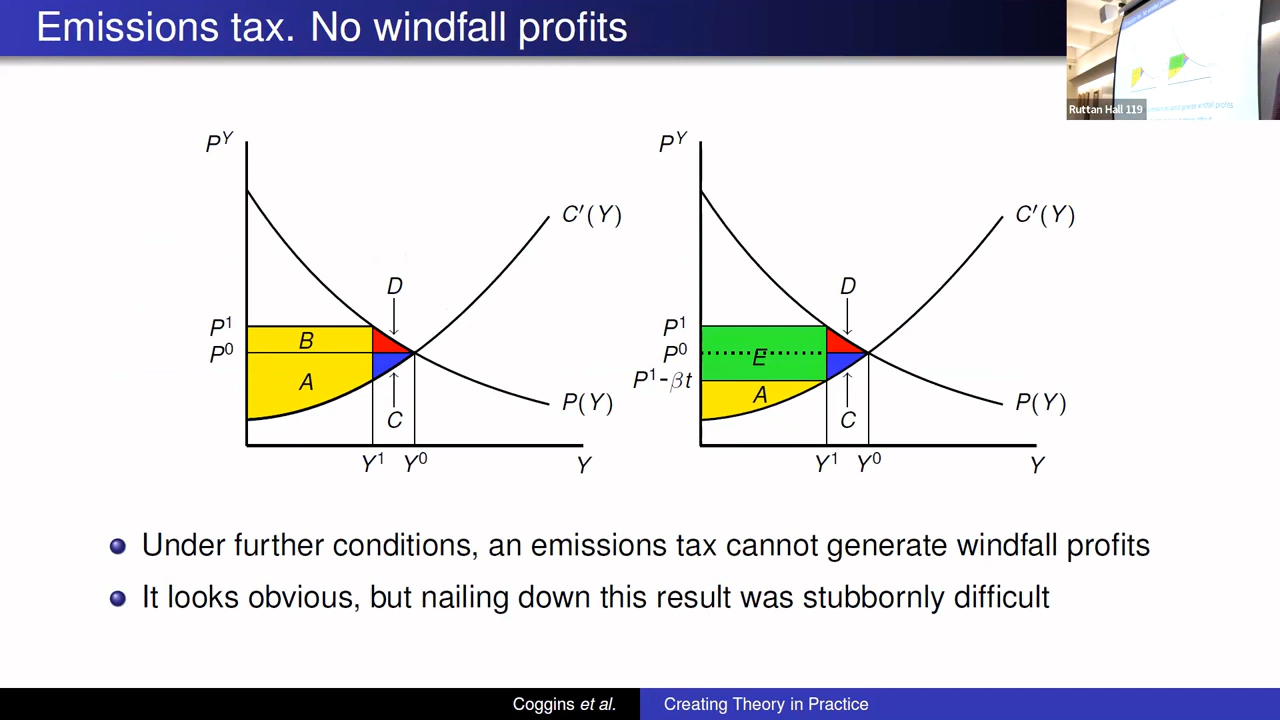 Emissions tax. No windfall profits
Ruttan Hall 119
P^Y
C′(Y)
D
P^1
B
P^0
A
C
P(Y)
Y^1 Y^0
Y
P^Y
C′(Y)
D
P^1
P^0
E
P^1-βt
A
C
P(Y)
Y^1 Y^0
Y
Under further conditions, an emissions tax cannot generate windfall profits
It looks obvious, but nailing down this result was stubbornly difficult
Coggins et al.
Creating Theory in Practice